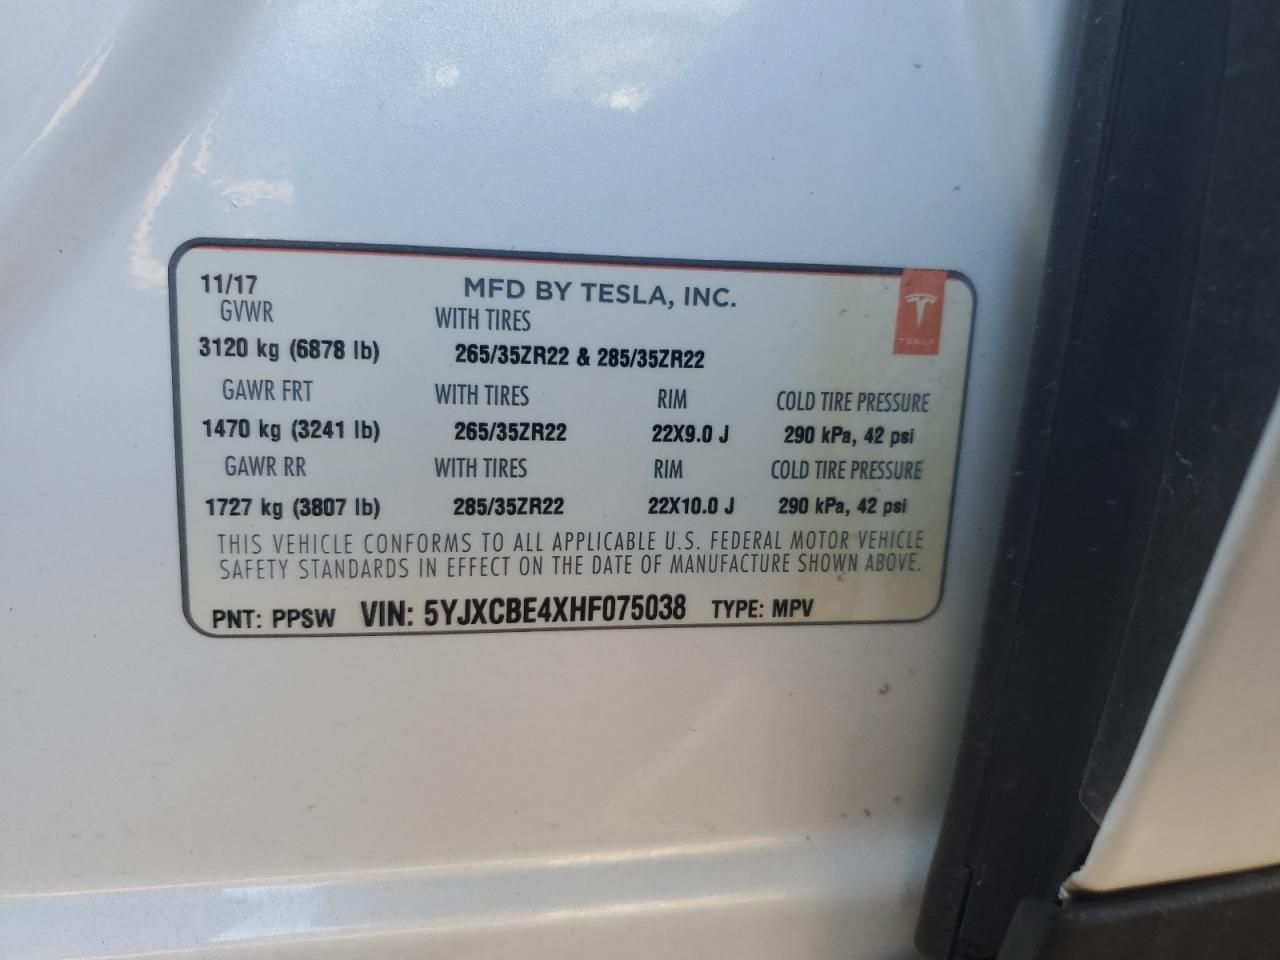 11/17 MFD BY TESLA, INC.
GVWR WITH TIRES
3120 kg (6878 lb) 265/35ZR22 & 285/35ZR22
TESLA
GAWR FRT WITH TIRES RIM COLD TIRE PRESSURE
1470 kg (3241 lb) 265/35ZR22 22X9.0 J 290 kPa, 42 psi
GAWR RR WITH TIRES RIM COLD TIRE PRESSURE
1727 kg (3807 lb) 285/35ZR22 22X10.0 J 290 kPa, 42 psi
THIS VEHICLE CONFORMS TO ALL APPLICABLE U.S. FEDERAL MOTOR VEHICLE
SAFETY STANDARDS IN EFFECT ON THE DATE OF MANUFACTURE SHOWN ABOVE.
PNT: PPSW VIN: 5YJXCBE4XHF075038 TYPE: MPV